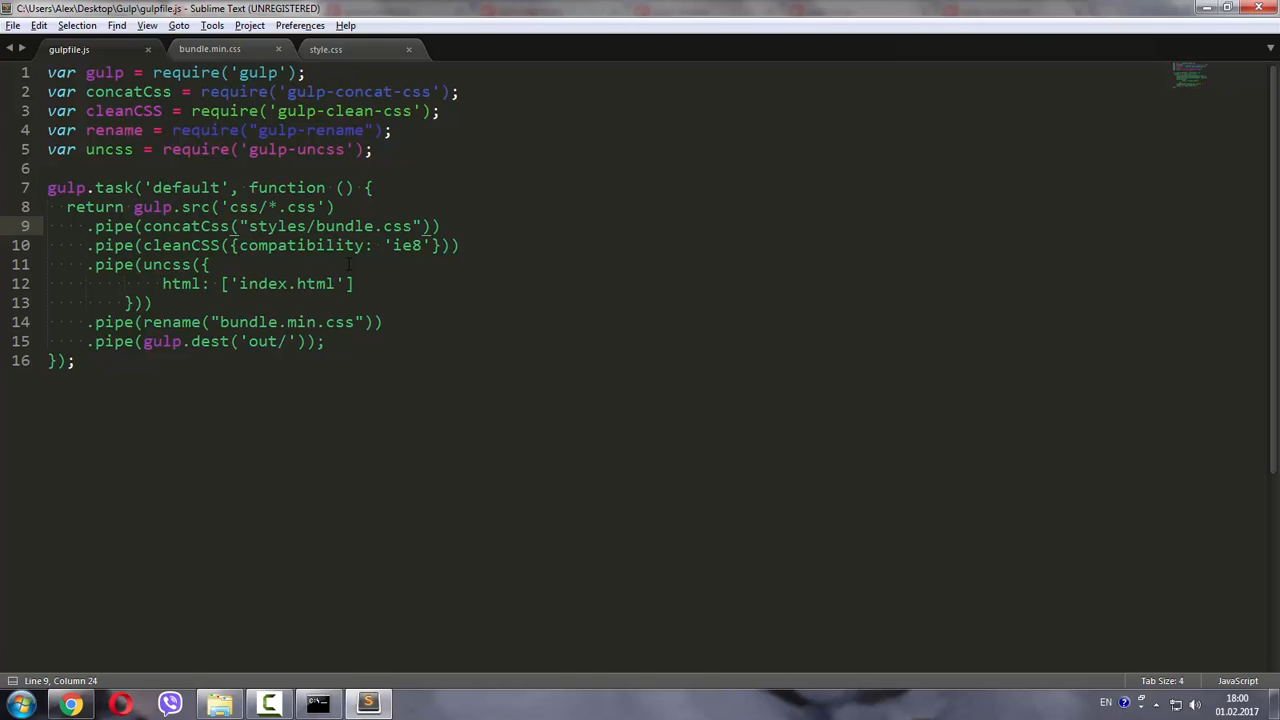 C:\Users\Alex\Desktop\Gulp\gulpfile.js - Sublime Text (UNREGISTERED)
File Edit Selection Find View Goto Tools Project Preferences Help
gulpfile.js × bundle.min.css × style.css ×
1 var gulp = require('gulp');
2 var concatCss = require('gulp-concat-css');
3 var cleanCSS = require('gulp-clean-css');
4 var rename = require("gulp-rename");
5 var uncss = require('gulp-uncss');
6
7 gulp.task('default', function () {
8 return gulp.src('css/*.css')
9 .pipe(concatCss("styles/bundle.css"))
10 .pipe(cleanCSS({compatibility: 'ie8'}))
11 .pipe(uncss({
12 html: ['index.html']
13 }))
14 .pipe(rename("bundle.min.css"))
15 .pipe(gulp.dest('out/'));
16 });
Line 9, Column 24 Tab Size: 4 JavaScript
EN 18:00
01.02.2017